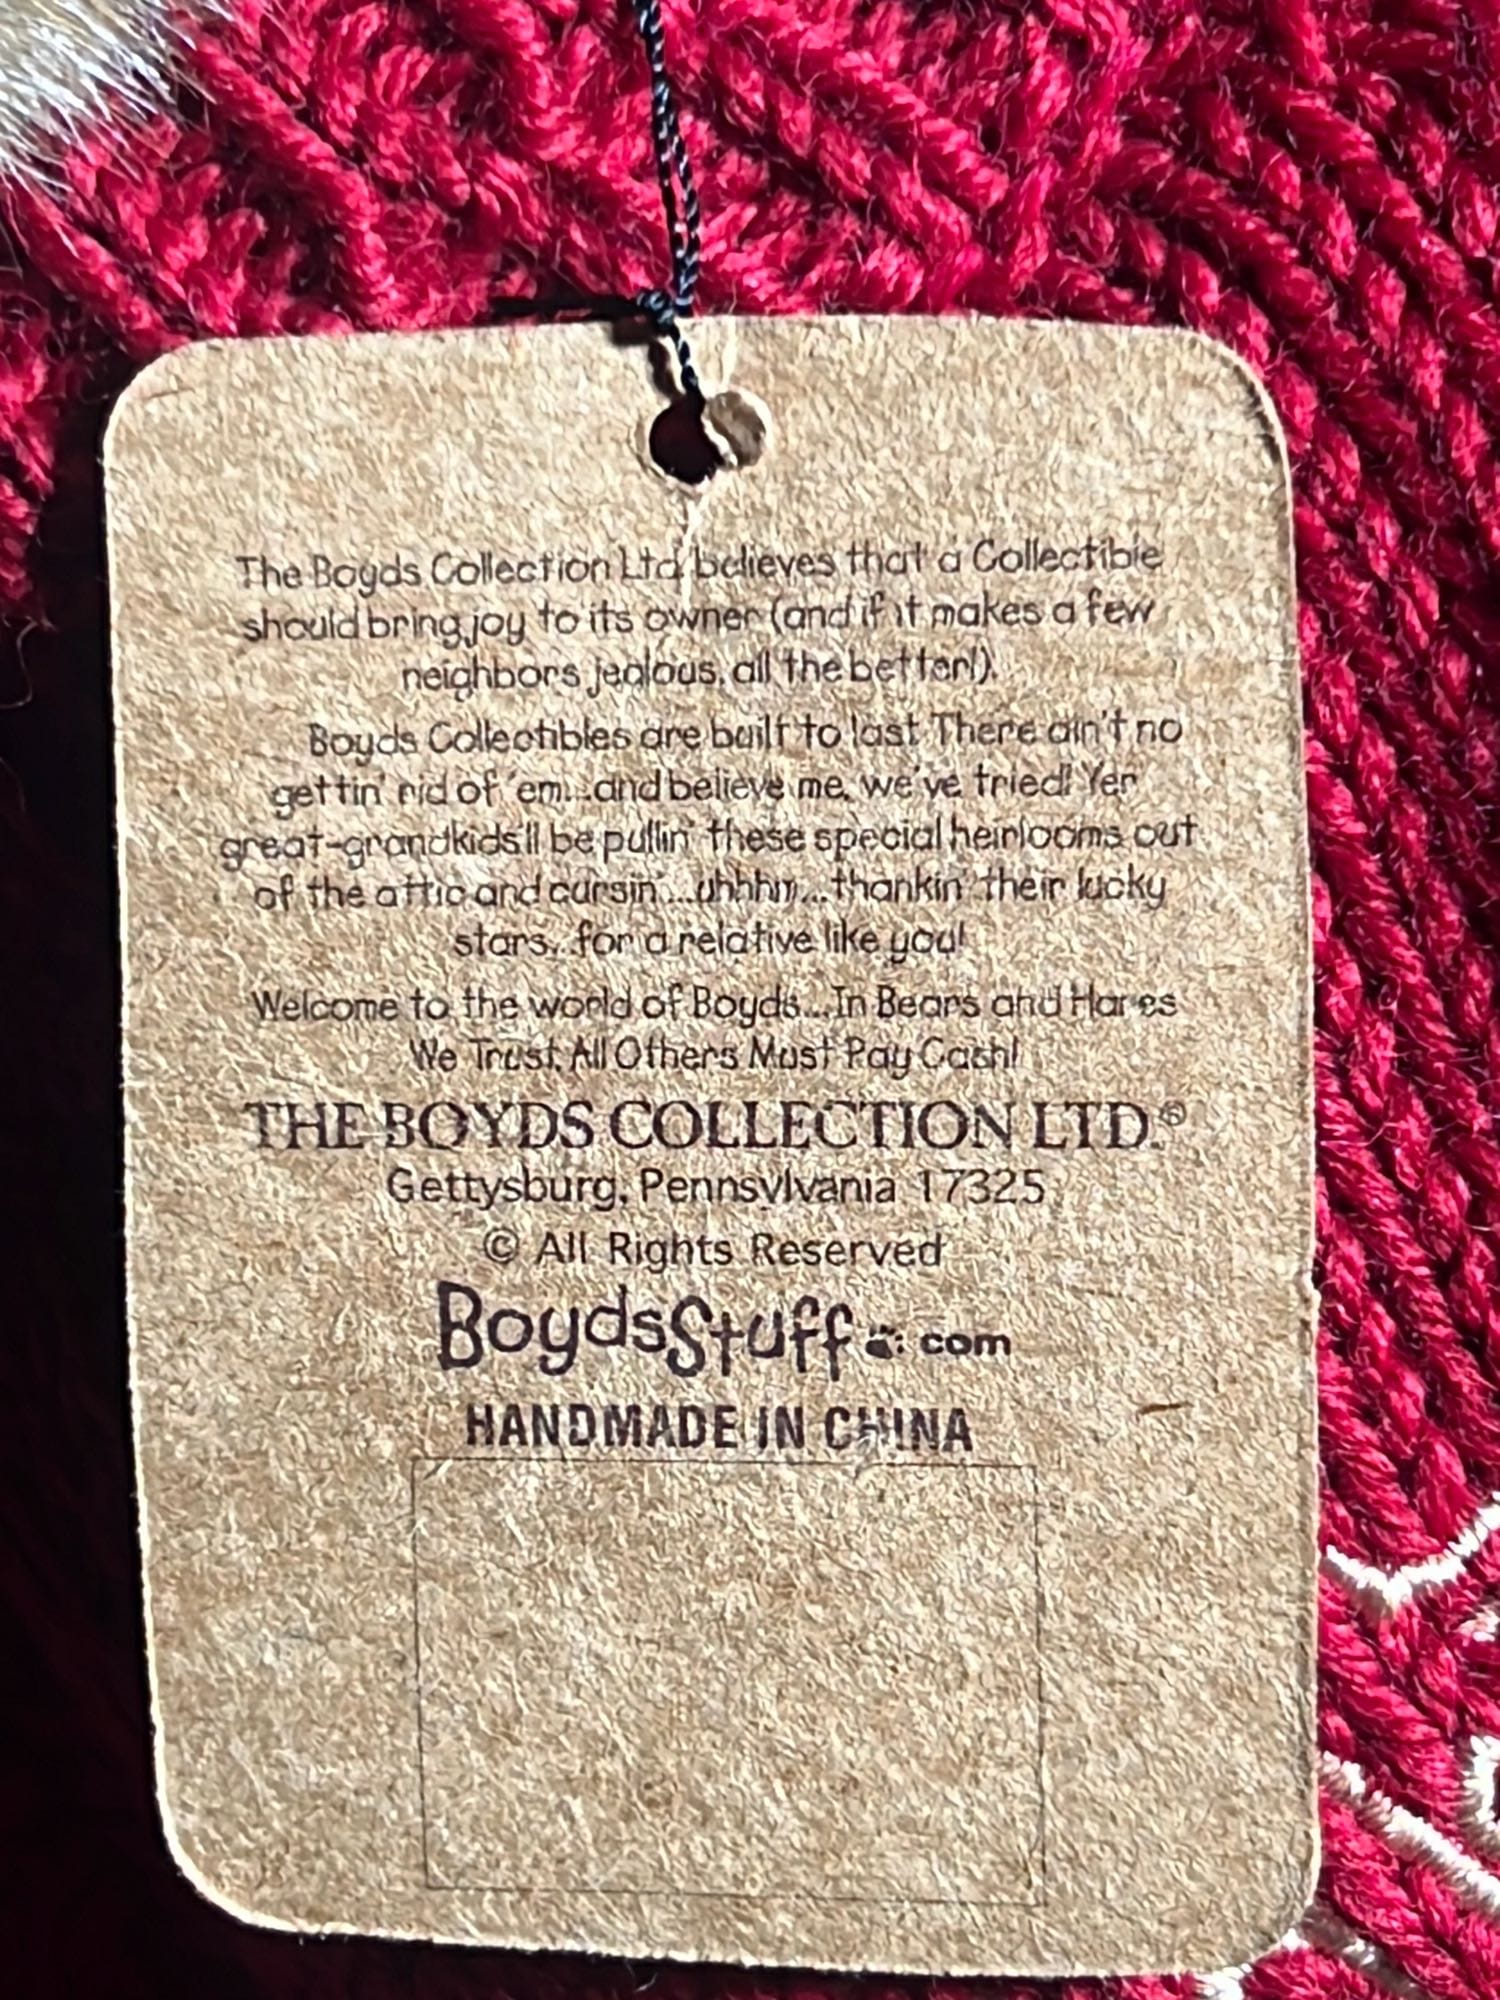 The Boyds Collection Ltd believes that a Collectible
should bring joy to its owner (and if it makes a few
neighbors jealous, all the better!).
Boyds Collectibles are built to last. There ain't no
gettin' rid of 'em...and believe me, we've tried! Yer
great-grandkids'll be pullin' these special heirlooms out
of the attic and cursin'...uhhhm...thankin' their lucky
stars...for a relative like you!
Welcome to the world of Boyds...In Bears and Hares
We Trust, All Others Must Pay Cash!
THE BOYDS COLLECTION LTD.®
Gettysburg, Pennsylvania 17325
© All Rights Reserved
BoydsStuff.com
HANDMADE IN CHINA